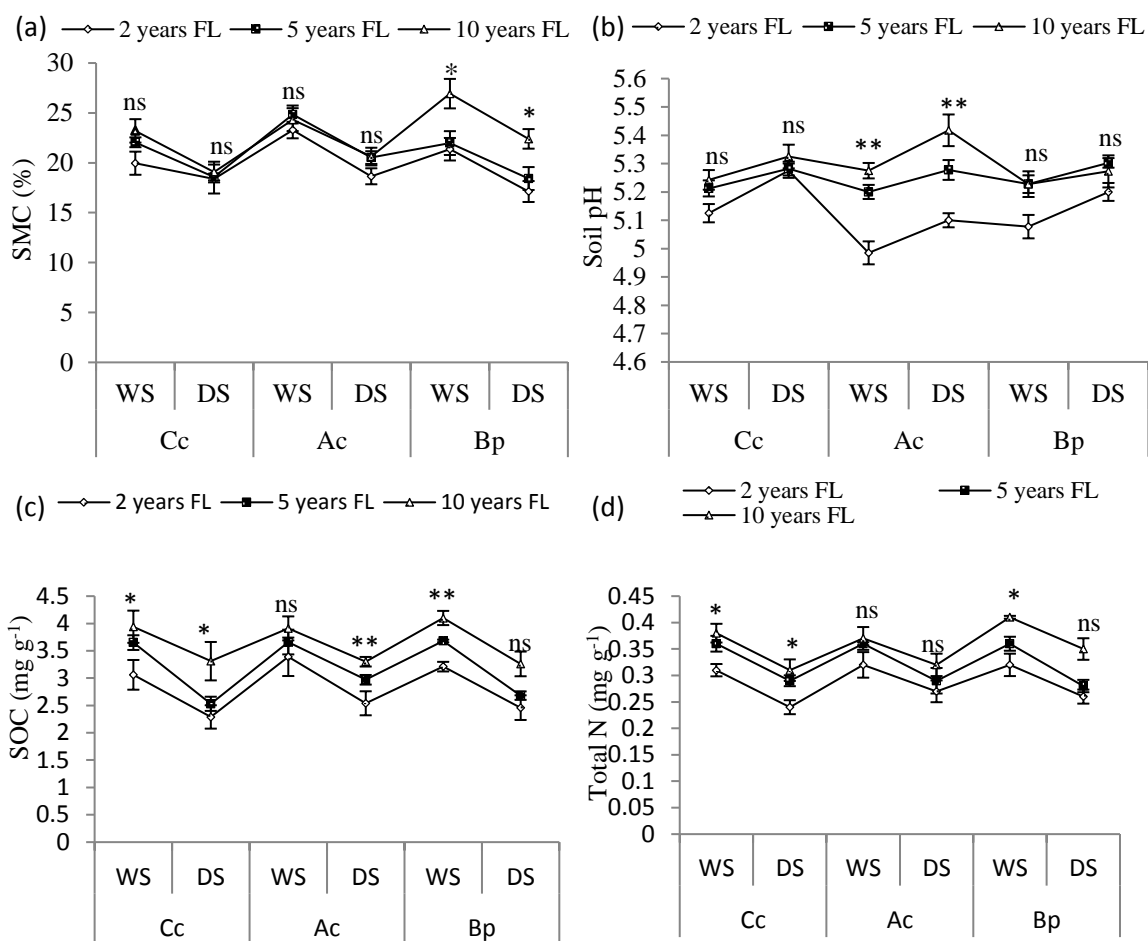 (a)
2 years FL 5 years FL 10 years FL
30
25
20
15
10
5
0
SMC (%)
ns
ns
ns
ns
*
*
WS DS WS DS WS DS
Cc Ac Bp
(b)
2 years FL 5 years FL 10 years FL
5.6
5.5
5.4
5.3
5.2
5.1
5
4.9
4.8
4.7
4.6
Soil pH
ns
ns
**
**
ns
ns
WS DS WS DS WS DS
Cc Ac Bp
(c)
2 years FL 5 years FL 10 years FL
4.5
4
3.5
3
2.5
2
1.5
1
0.5
0
SOC (mg g-1)
*
*
ns
**
**
ns
WS DS WS DS WS DS
Cc Ac Bp
(d)
2 years FL 5 years FL
10 years FL
0.45
0.4
0.35
0.3
0.25
0.2
0.15
0.1
0.05
0
Total N (mg g-1)
*
*
ns
ns
*
ns
WS DS WS DS WS DS
Cc Ac Bp